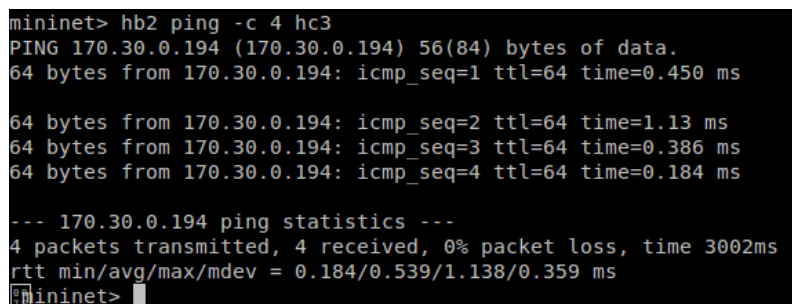 mininet> hb2 ping -c 4 hc3
PING 170.30.0.194 (170.30.0.194) 56(84) bytes of data.
64 bytes from 170.30.0.194: icmp_seq=1 ttl=64 time=0.450 ms
64 bytes from 170.30.0.194: icmp_seq=2 ttl=64 time=1.13 ms
64 bytes from 170.30.0.194: icmp_seq=3 ttl=64 time=0.386 ms
64 bytes from 170.30.0.194: icmp_seq=4 ttl=64 time=0.184 ms
--- 170.30.0.194 ping statistics ---
4 packets transmitted, 4 received, 0% packet loss, time 3002ms
rtt min/avg/max/mdev = 0.184/0.539/1.138/0.359 ms
mininet>